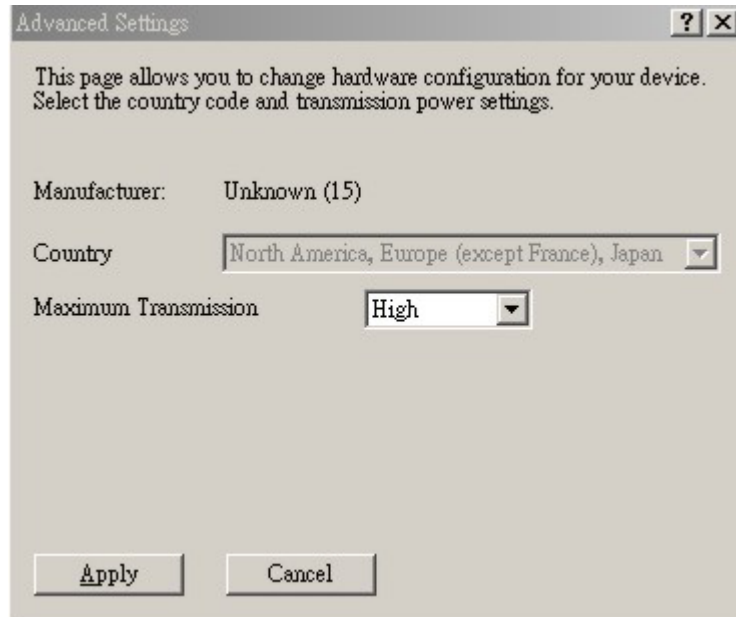 Advanced Settings
This page allows you to change hardware configuration for your device.
Select the country code and transmission power settings.
Manufacturer: Unknown (15)
Country North America, Europe (except France), Japan
Maximum Transmission High
Apply Cancel